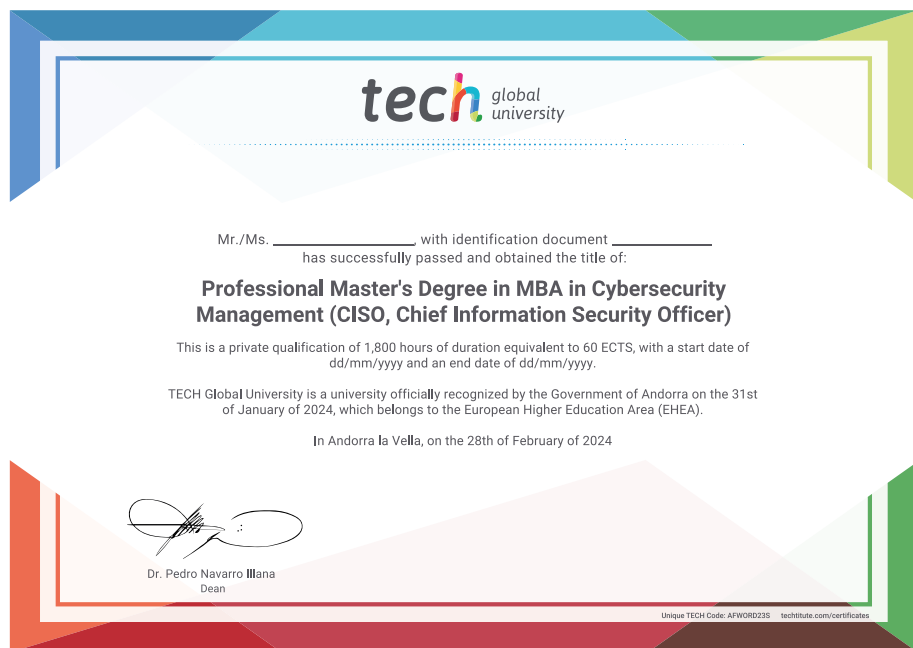 tech global university
Mr./Ms. ______________, with identification document __________
has successfully passed and obtained the title of:
Professional Master's Degree in MBA in Cybersecurity
Management (CISO, Chief Information Security Officer)
This is a private qualification of 1,800 hours of duration equivalent to 60 ECTS, with a start date of
dd/mm/yyyy and an end date of dd/mm/yyyy.
TECH Global University is a university officially recognized by the Government of Andorra on the 31st
of January of 2024, which belongs to the European Higher Education Area (EHEA).
In Andorra la Vella, on the 28th of February of 2024
Dr. Pedro Navarro Illana
Dean
Unique TECH Code: AFWORD23S techtitute.com/certificates